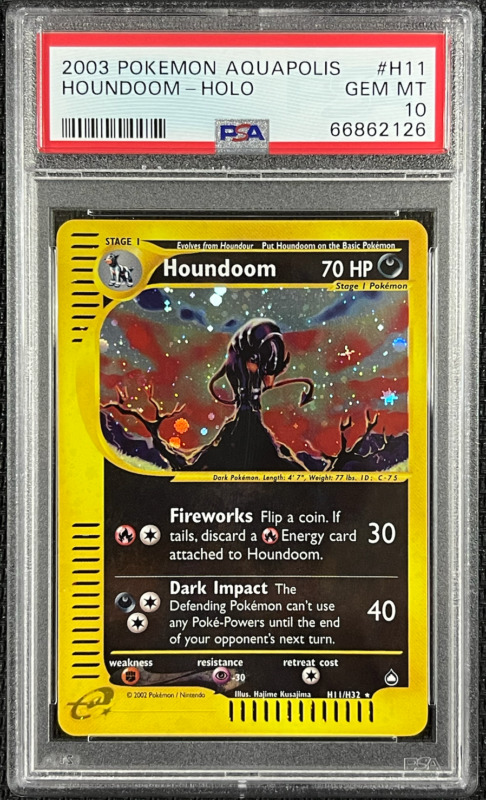 2003 POKEMON AQUAPOLIS #H11
HOUNDOOM - HOLO GEM MT
10
PSA 66862126
STAGE 1 Evolves from Houndour Put Houndoom on the Basic Pokémon
Houndoom 70 HP
Stage 1 Pokémon
Dark Pokémon. Length: 4' 7", Weight: 77 lbs. ID: C-75
Fireworks Flip a coin. If
tails, discard a Energy card 30
attached to Houndoom.
Dark Impact The
Defending Pokémon can't use
any Poké-Powers until the end 40
of your opponent's next turn.
weakness resistance retreat cost
-30
© 2002 Pokémon / Nintendo Illus. Hajime Kusajima H11/H32
e
PSA